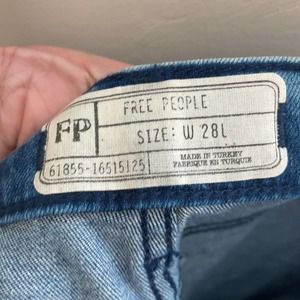 FREE PEOPLE
FP
SIZE: W 28L
MADE IN TURKEY
FABRIQUE EN TURQUIE
61855-16515125